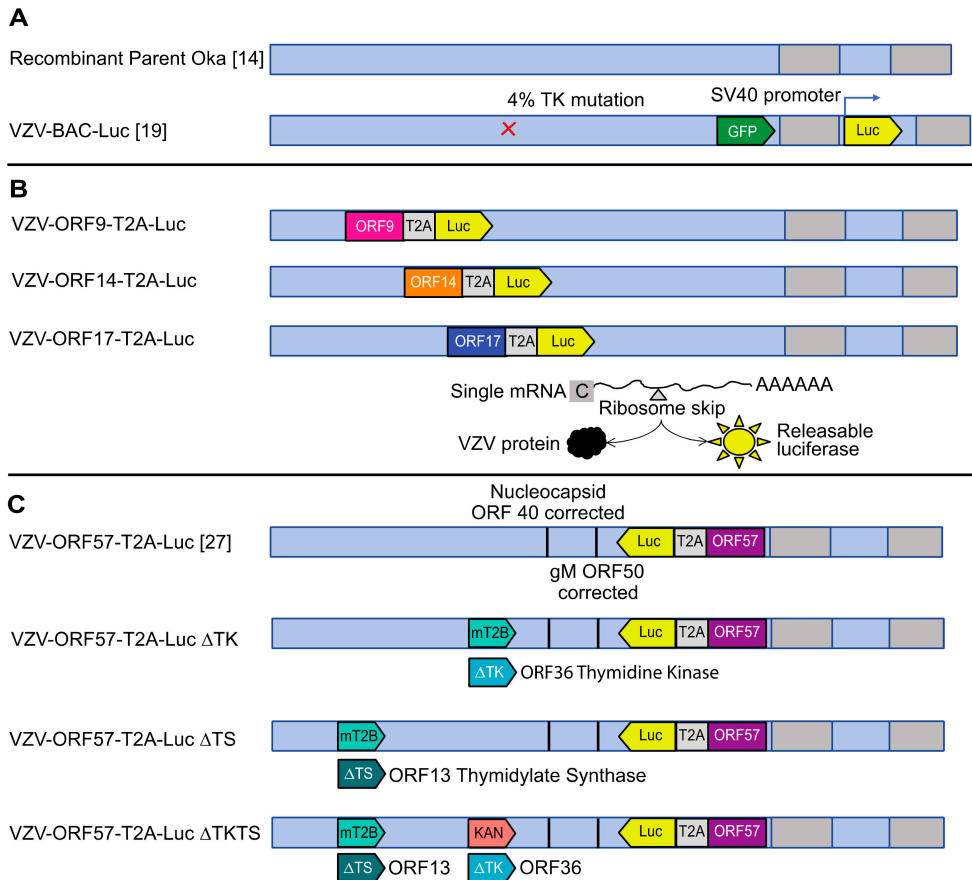 A
Recombinant Parent Oka [14]
4% TK mutation
SV40 promoter
VZV-BAC-Luc [19]
GFP
Luc
B
VZV-ORF9-T2A-Luc
ORF9 T2A Luc
VZV-ORF14-T2A-Luc
ORF14 T2A Luc
VZV-ORF17-T2A-Luc
ORF17 T2A Luc
Single mRNA C AAAAAA
Ribosome skip
VZV protein
Releasable
luciferase
C
Nucleocapsid
ORF 40 corrected
VZV-ORF57-T2A-Luc [27]
Luc T2A ORF57
gM ORF50
corrected
VZV-ORF57-T2A-Luc ΔTK
mT2B Luc T2A ORF57
ΔTK ORF36 Thymidine Kinase
VZV-ORF57-T2A-Luc ΔTS
mT2B Luc T2A ORF57
ΔTS ORF13 Thymidylate Synthase
VZV-ORF57-T2A-Luc ΔTKTS
mT2B KAN Luc T2A ORF57
ΔTS ORF13 ΔTK ORF36